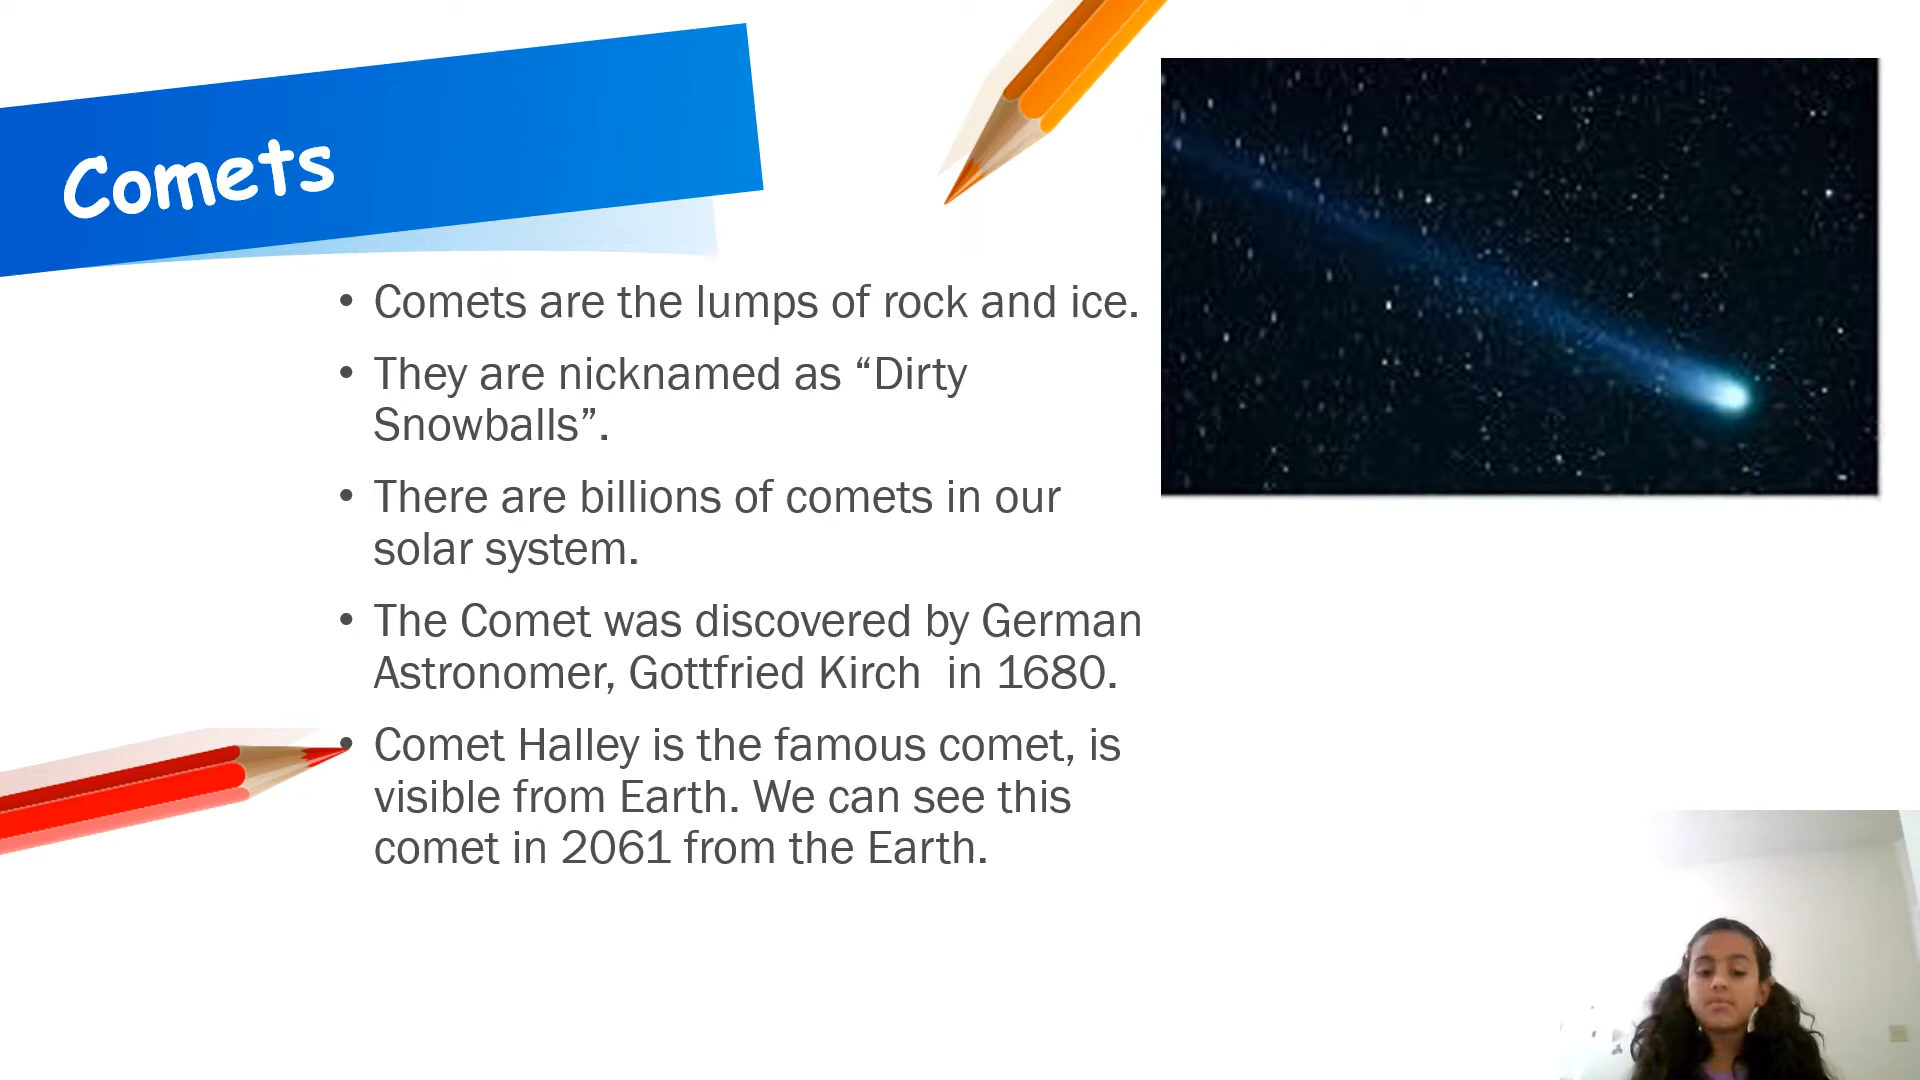 Comets
• Comets are the lumps of rock and ice.
• They are nicknamed as “Dirty
Snowballs”.
• There are billions of comets in our
solar system.
• The Comet was discovered by German
Astronomer, Gottfried Kirch  in 1680.
• Comet Halley is the famous comet, is
visible from Earth. We can see this
comet in 2061 from the Earth.